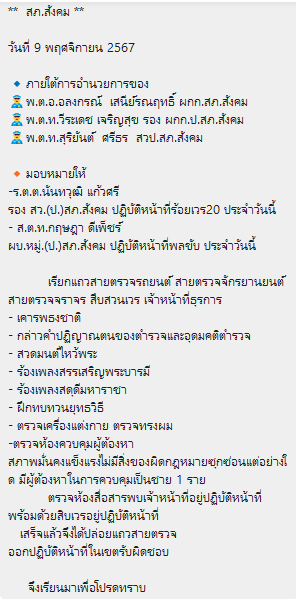 ** สภ.สังคม **
วันที่ 9 พฤศจิกายน 2567
🔹ภายใต้การอำนวยการของ
👮พ.ต.อ.อลงกรณ์ เสนีย์รณฤทธิ์ ผกก.สภ.สังคม
👮พ.ต.ท.วีระเดช เจริญสุข รอง ผกก.ป.สภ.สังคม
👮พ.ต.ท.สุริยันต์ ศรีธร สวป.สภ.สังคม
🔸มอบหมายให้
-ร.ต.ต.นันทวุฒิ แก้วศรี
รอง สว.(ป.)สภ.สังคม ปฏิบัติหน้าที่ร้อยเวร20 ประจำวันนี้
- ส.ต.ท.กฤษฎา ดีเพ็ชร์
ผบ.หมู่.(ป.)สภ.สังคม ปฏิบัติหน้าที่พลขับ ประจำวันนี้
เรียกแถวสายตรวจรถยนต์ สายตรวจจักรยานยนต์
สายตรวจจราจร สืบสวนเวร เจ้าหน้าที่ธุรการ
- เคารพธงชาติ
- กล่าวคำปฏิญาณตนของตำรวจและอุดมคติตำรวจ
- สวดมนต์ไหว้พระ
- ร้องเพลงสรรเสริญพระบารมี
- ร้องเพลงสดุดีมหาราชา
- ฝึกทบทวนยุทธวิธี
- ตรวจเครื่องแต่งกาย ตรวจทรงผม
-ตรวจห้องควบคุมผู้ต้องหา
สภาพมั่นคงแข็งแรงไม่มีสิ่งของผิดกฎหมายซุกซ่อนแต่อย่างใ
ด มีผู้ต้องหาในการควบคุมเป็นชาย 1 ราย
ตรวจห้องสื่อสารพบเจ้าหน้าที่อยู่ปฏิบัติหน้าที่
พร้อมด้วยสิบเวรอยู่ปฏิบัติหน้าที่
เสร็จแล้วจึงได้ปล่อยแถวสายตรวจ
ออกปฏิบัติหน้าที่ในเขตรับผิดชอบ
จึงเรียนมาเพื่อโปรดทราบ